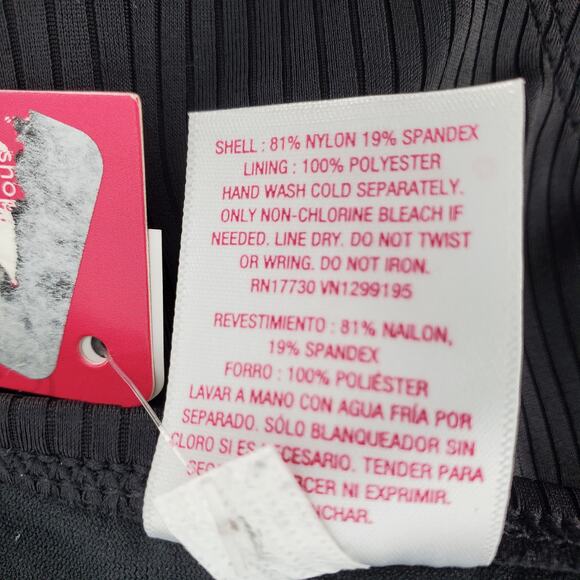 SHELL : 81% NYLON 19% SPANDEX
LINING : 100% POLYESTER
HAND WASH COLD SEPARATELY.
ONLY NON-CHLORINE BLEACH IF
NEEDED. LINE DRY. DO NOT TWIST
OR WRING. DO NOT IRON.
RN17730 VN1299195
REVESTIMIENTO : 81% NAILON,
19% SPANDEX
FORRO : 100% POLIÉSTER
LAVAR A MANO CON AGUA FRÍA POR
SEPARADO. SÓLO BLANQUEADOR SIN
CLORO SI ES NECESARIO. TENDER PARA
NI EXPRIMIR.